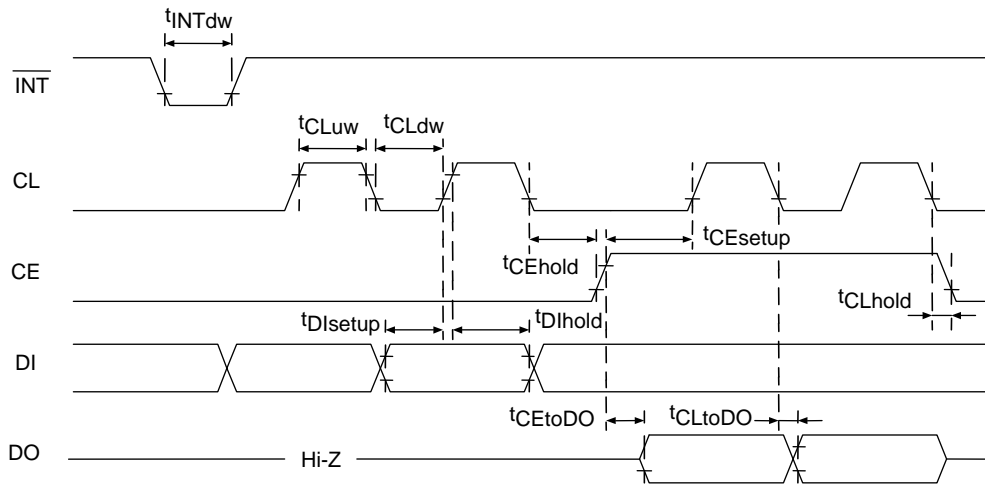 tINTdw
INT
tCLuw
tCLdw
CL
tCEhold
tCEsetup
CE
tCLhold
tDIsetup
tDIhold
DI
tCEtoDO
tCLtoDO
DO
Hi-Z